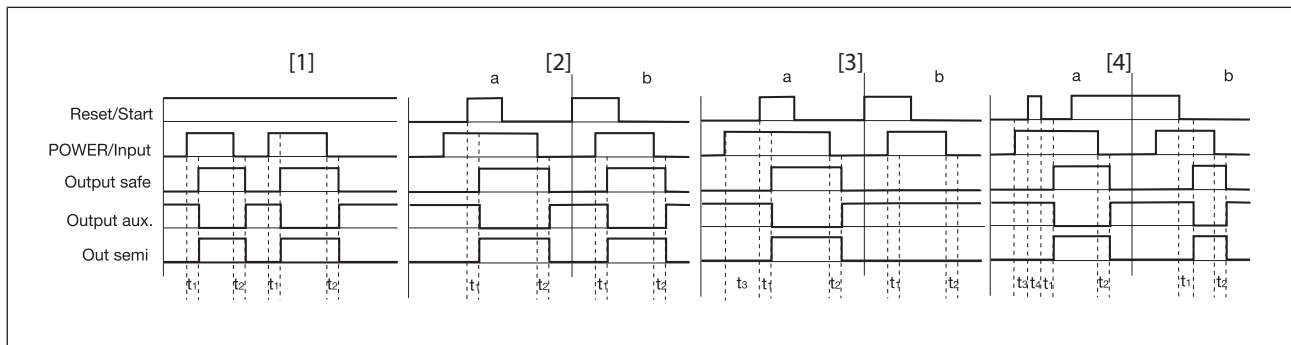 [1] [2] [3] [4]
a b a b a b
Reset/Start
POWER/Input
Output safe
Output aux.
Out semi
t1 t2 t1 t2 t1 t2 t1 t2 t3 t1 t2 t1 t2 t3 t4 t1 t2 t1 t2